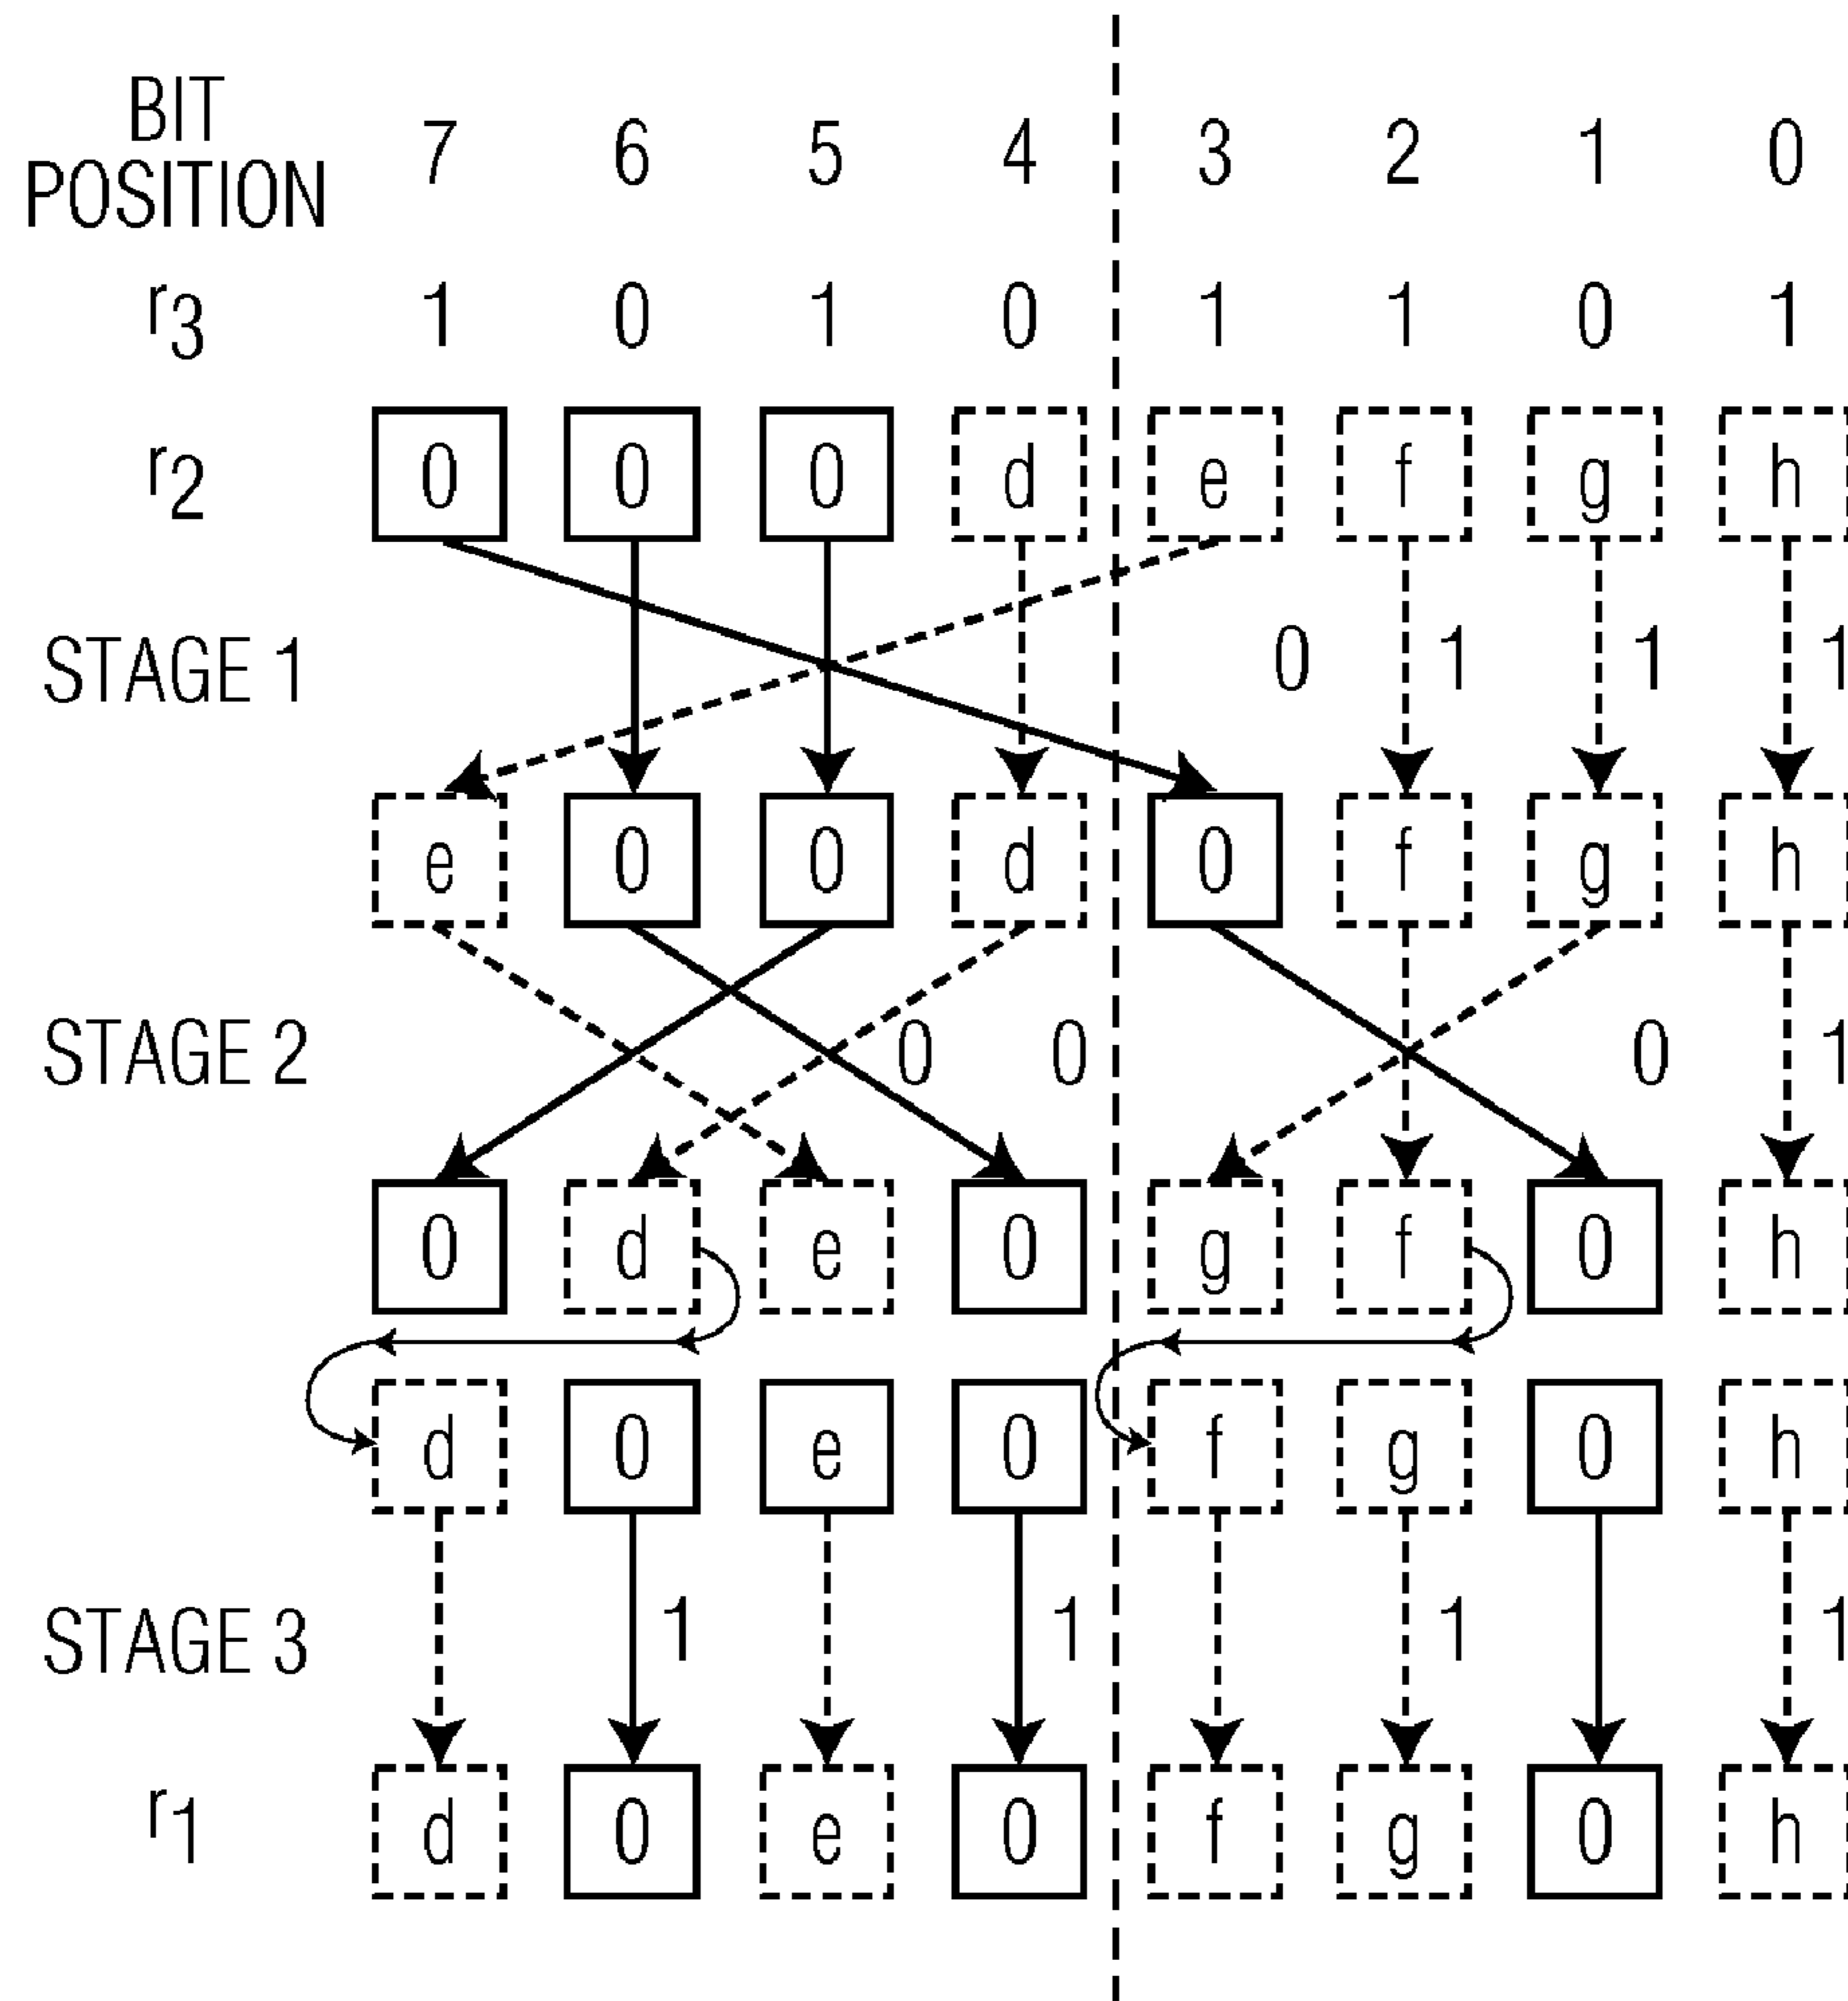 BIT
POSITION 7 6 5 4 3 2 1 0
r3 1 0 1 0 1 1 0 1
r2 0 0 0 d e f g h
STAGE 1 0 1 1 1
e 0 0 d 0 f g h
STAGE 2 0 0 0 1
0 d e 0 g f 0 h
d 0 e 0 f g 0 h
STAGE 3 1 1 1 1
r1 d 0 e 0 f g 0 h